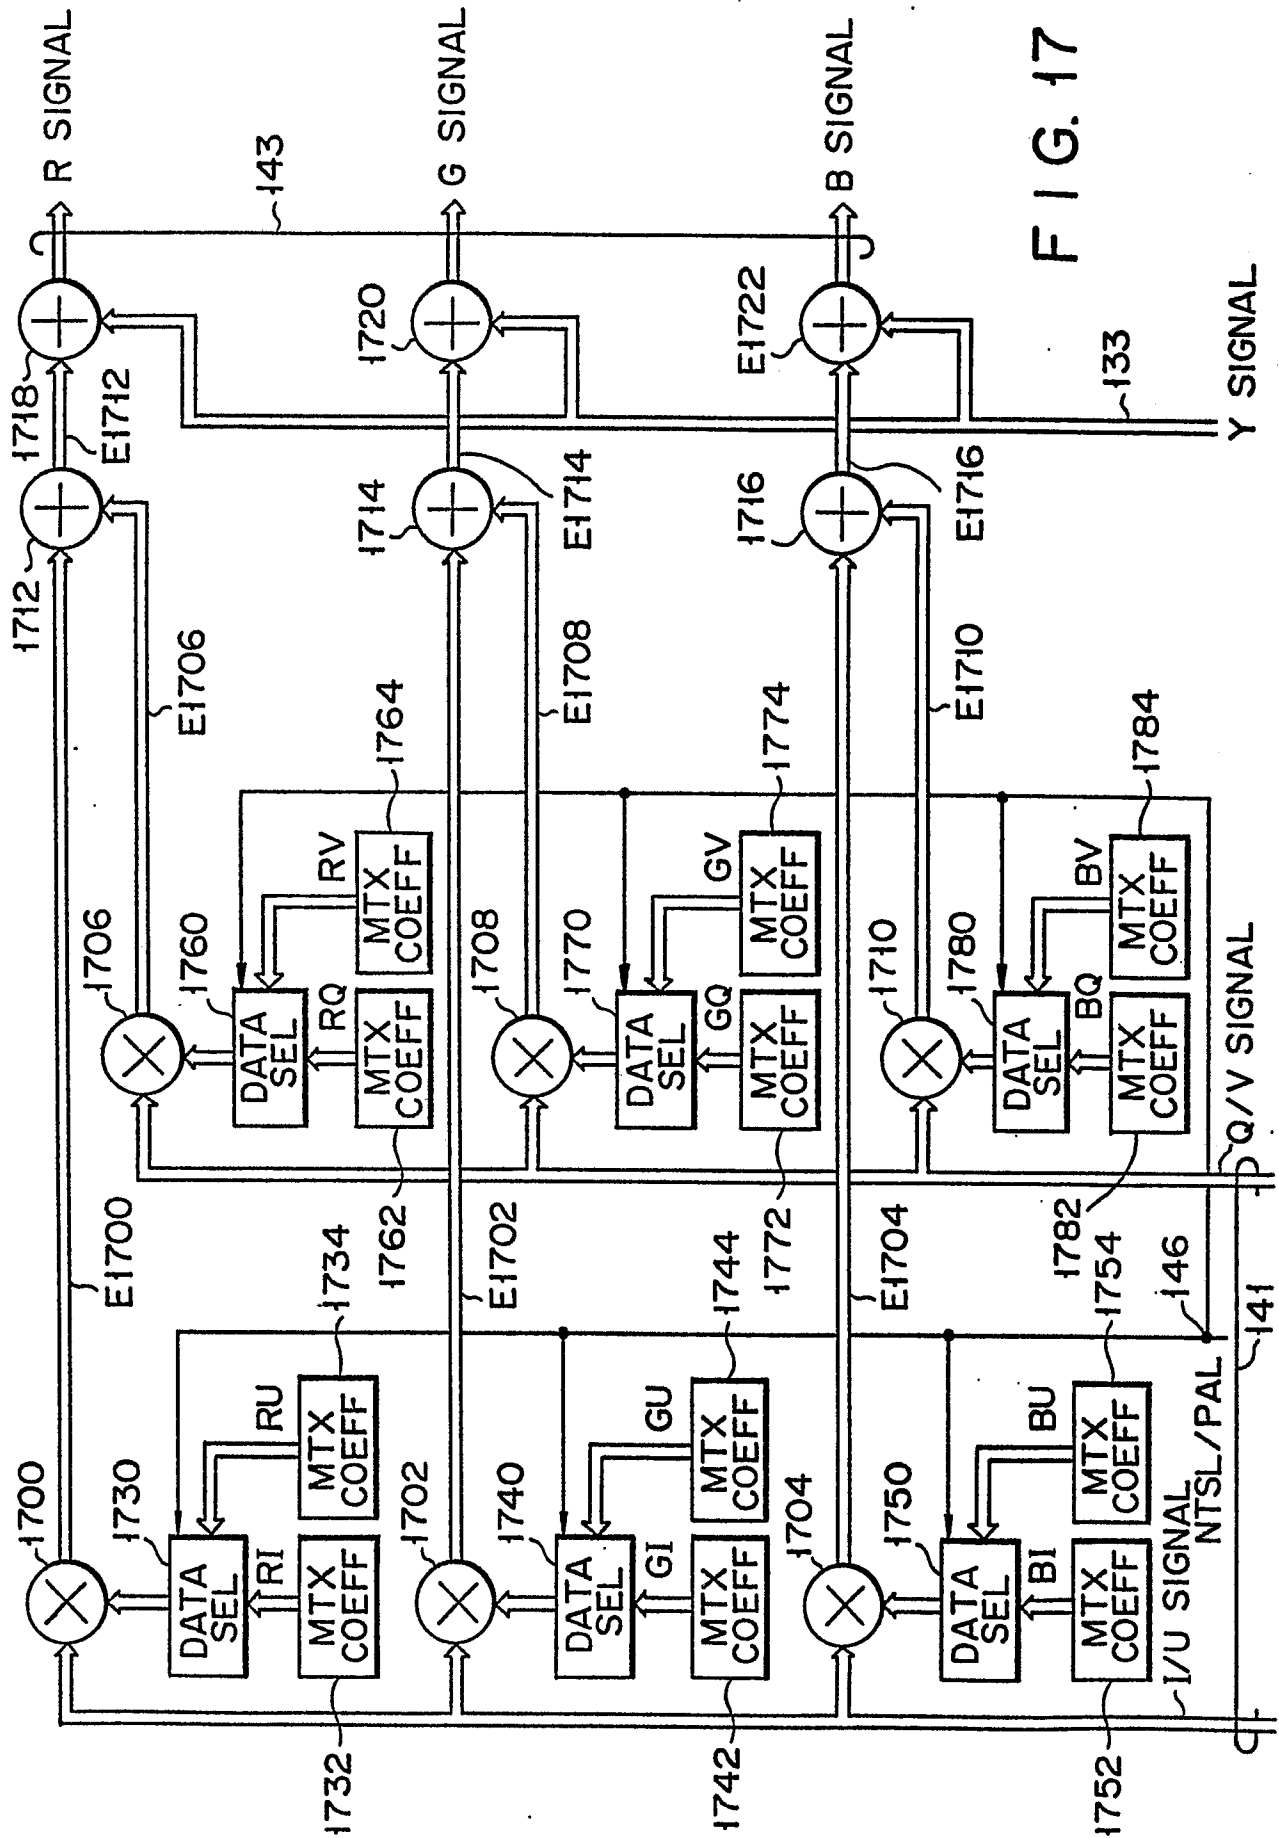 R SIGNAL
G SIGNAL
B SIGNAL
143
1718
E1712
1712
1720
E1714
1714
E1722
E1716
1716
133
Y SIGNAL
E1706
1706
1760
DATA
SEL
RV
1764
MTX
COEFF
RQ
MTX
COEFF
1762
E1708
1708
1770
DATA
SEL
GV
1774
MTX
COEFF
GQ
MTX
COEFF
1772
E1710
1710
1780
DATA
SEL
BV
1784
MTX
COEFF
BQ
MTX
COEFF
1782
Q/V SIGNAL
E1700
1700
1730
DATA
SEL
RU
1734
MTX
COEFF
RI
MTX
COEFF
1732
E1702
1702
1740
DATA
SEL
GU
1744
MTX
COEFF
GI
MTX
COEFF
1742
E1704
1704
1750
DATA
SEL
BU
1754
MTX
COEFF
BI
MTX
COEFF
1752
I/U SIGNAL
NTSL/PAL
146
141
FIG. 17